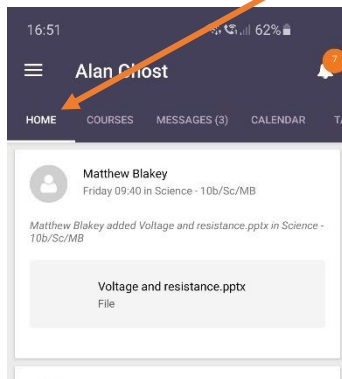 16:51 62%
Alan Ghost 7
HOME COURSES MESSAGES (3) CALENDAR TA
Matthew Blakey
Friday 09:40 in Science - 10b/Sc/MB
Matthew Blakey added Voltage and resistance.pptx in Science -
10b/Sc/MB
Voltage and resistance.pptx
File